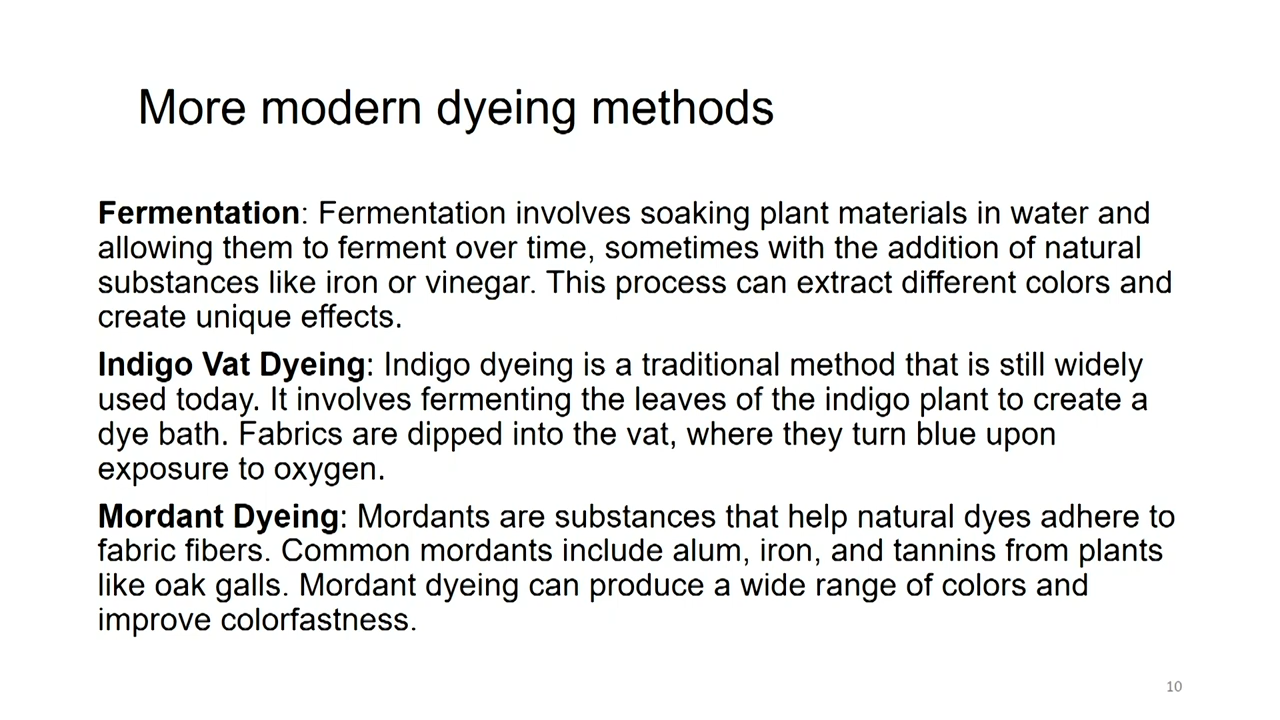 More modern dyeing methods
Fermentation: Fermentation involves soaking plant materials in water and
allowing them to ferment over time, sometimes with the addition of natural
substances like iron or vinegar. This process can extract different colors and
create unique effects.
Indigo Vat Dyeing: Indigo dyeing is a traditional method that is still widely
used today. It involves fermenting the leaves of the indigo plant to create a
dye bath. Fabrics are dipped into the vat, where they turn blue upon
exposure to oxygen.
Mordant Dyeing: Mordants are substances that help natural dyes adhere to
fabric fibers. Common mordants include alum, iron, and tannins from plants
like oak galls. Mordant dyeing can produce a wide range of colors and
improve colorfastness.
10